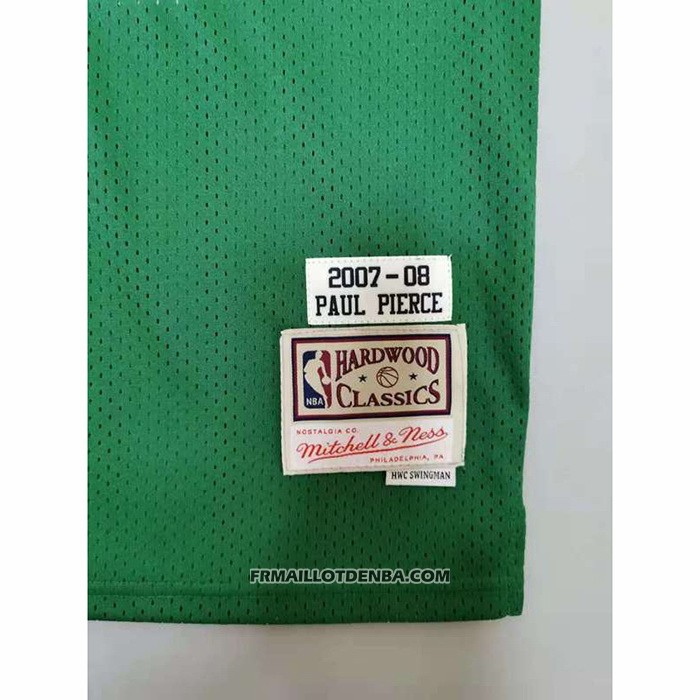 2007-08
PAUL PIERCE
HARDWOOD
CLASSICS
NBA
NOSTALGIA CO.
Mitchell & Ness
PHILADELPHIA, PA
HWC SWINGMAN
FRMAILLOTDENBA.COM